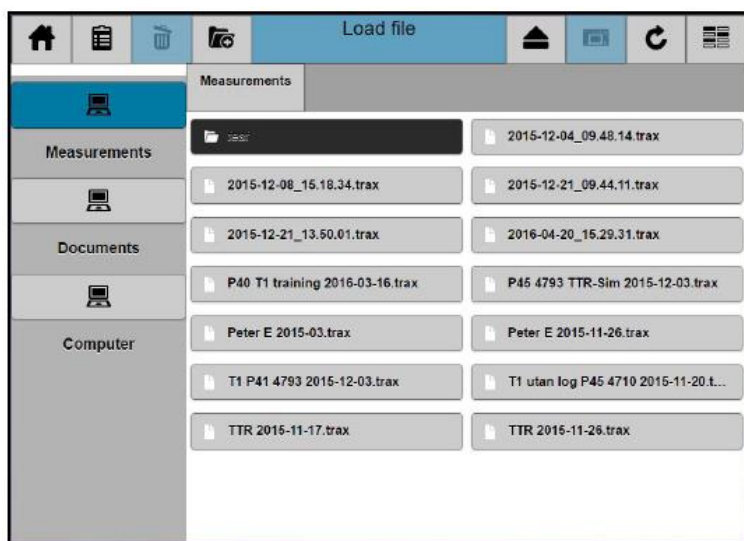 Load file
Measurements
Measurements
Documents
Computer
2015-12-04_09.48.14.trax
2015-12-08_15.18.34.trax
2015-12-21_09.44.11.trax
2015-12-21_13.50.01.trax
2016-04-20_15.29.31.trax
P40 T1 training 2016-03-16.trax
P45 4793 TTR-Sim 2015-12-03.trax
Peter E 2015-03.trax
Peter E 2015-11-26.trax
T1 P41 4793 2015-12-03.trax
T1 utan log P45 4710 2015-11-20.t...
TTR 2015-11-17.trax
TTR 2015-11-26.trax